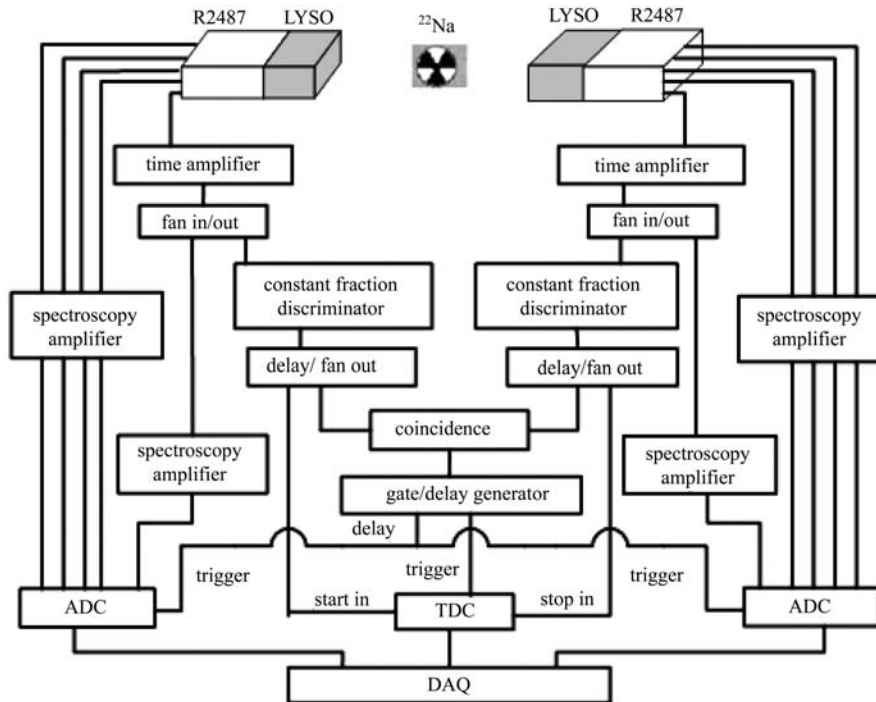 R2487 LYSO
²²Na
LYSO R2487
time amplifier
time amplifier
fan in/out
fan in/out
constant fraction
discriminator
constant fraction
discriminator
spectroscopy
amplifier
spectroscopy
amplifier
delay/ fan out
delay/fan out
coincidence
spectroscopy
amplifier
spectroscopy
amplifier
gate/delay generator
delay
trigger
trigger
trigger
ADC
start in
TDC
stop in
ADC
DAQ